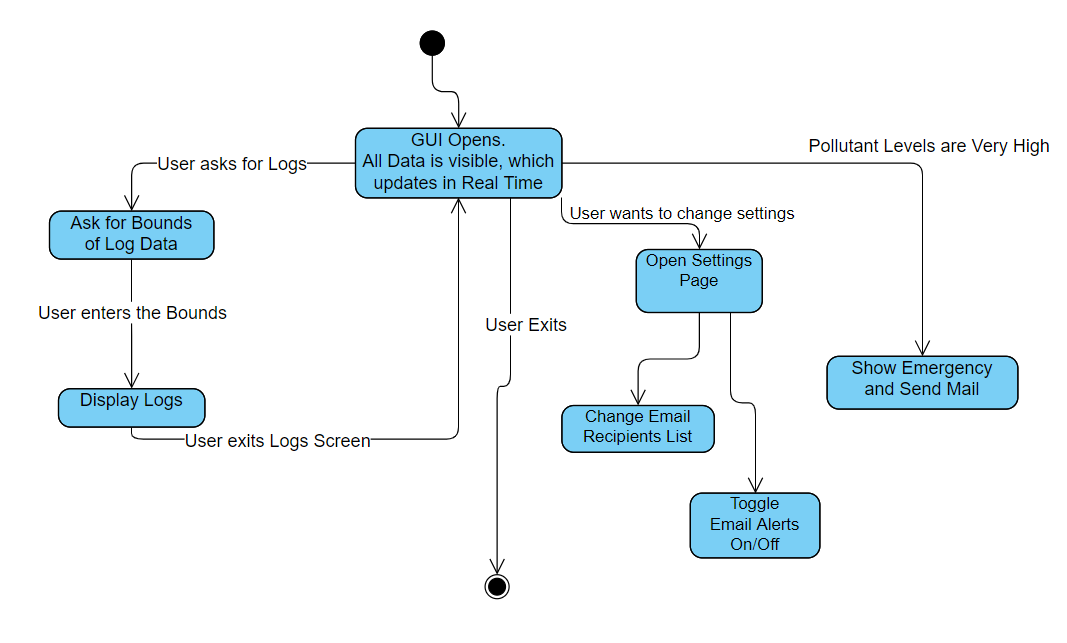 GUI Opens.
All Data is visible, which
updates in Real Time
Pollutant Levels are Very High
User asks for Logs
Ask for Bounds
of Log Data
User wants to change settings
Open Settings
Page
User enters the Bounds
User Exits
Show Emergency
and Send Mail
Display Logs
Change Email
Recipients List
User exits Logs Screen
Toggle
Email Alerts
On/Off